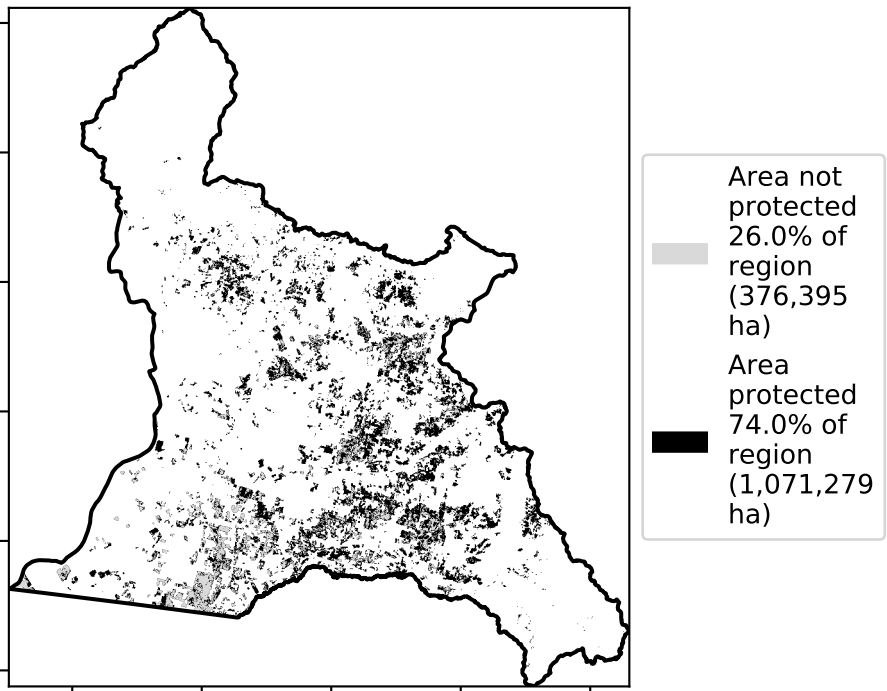 Area not
protected
26.0% of
region
(376,395
ha)
Area
protected
74.0% of
region
(1,071,279
ha)